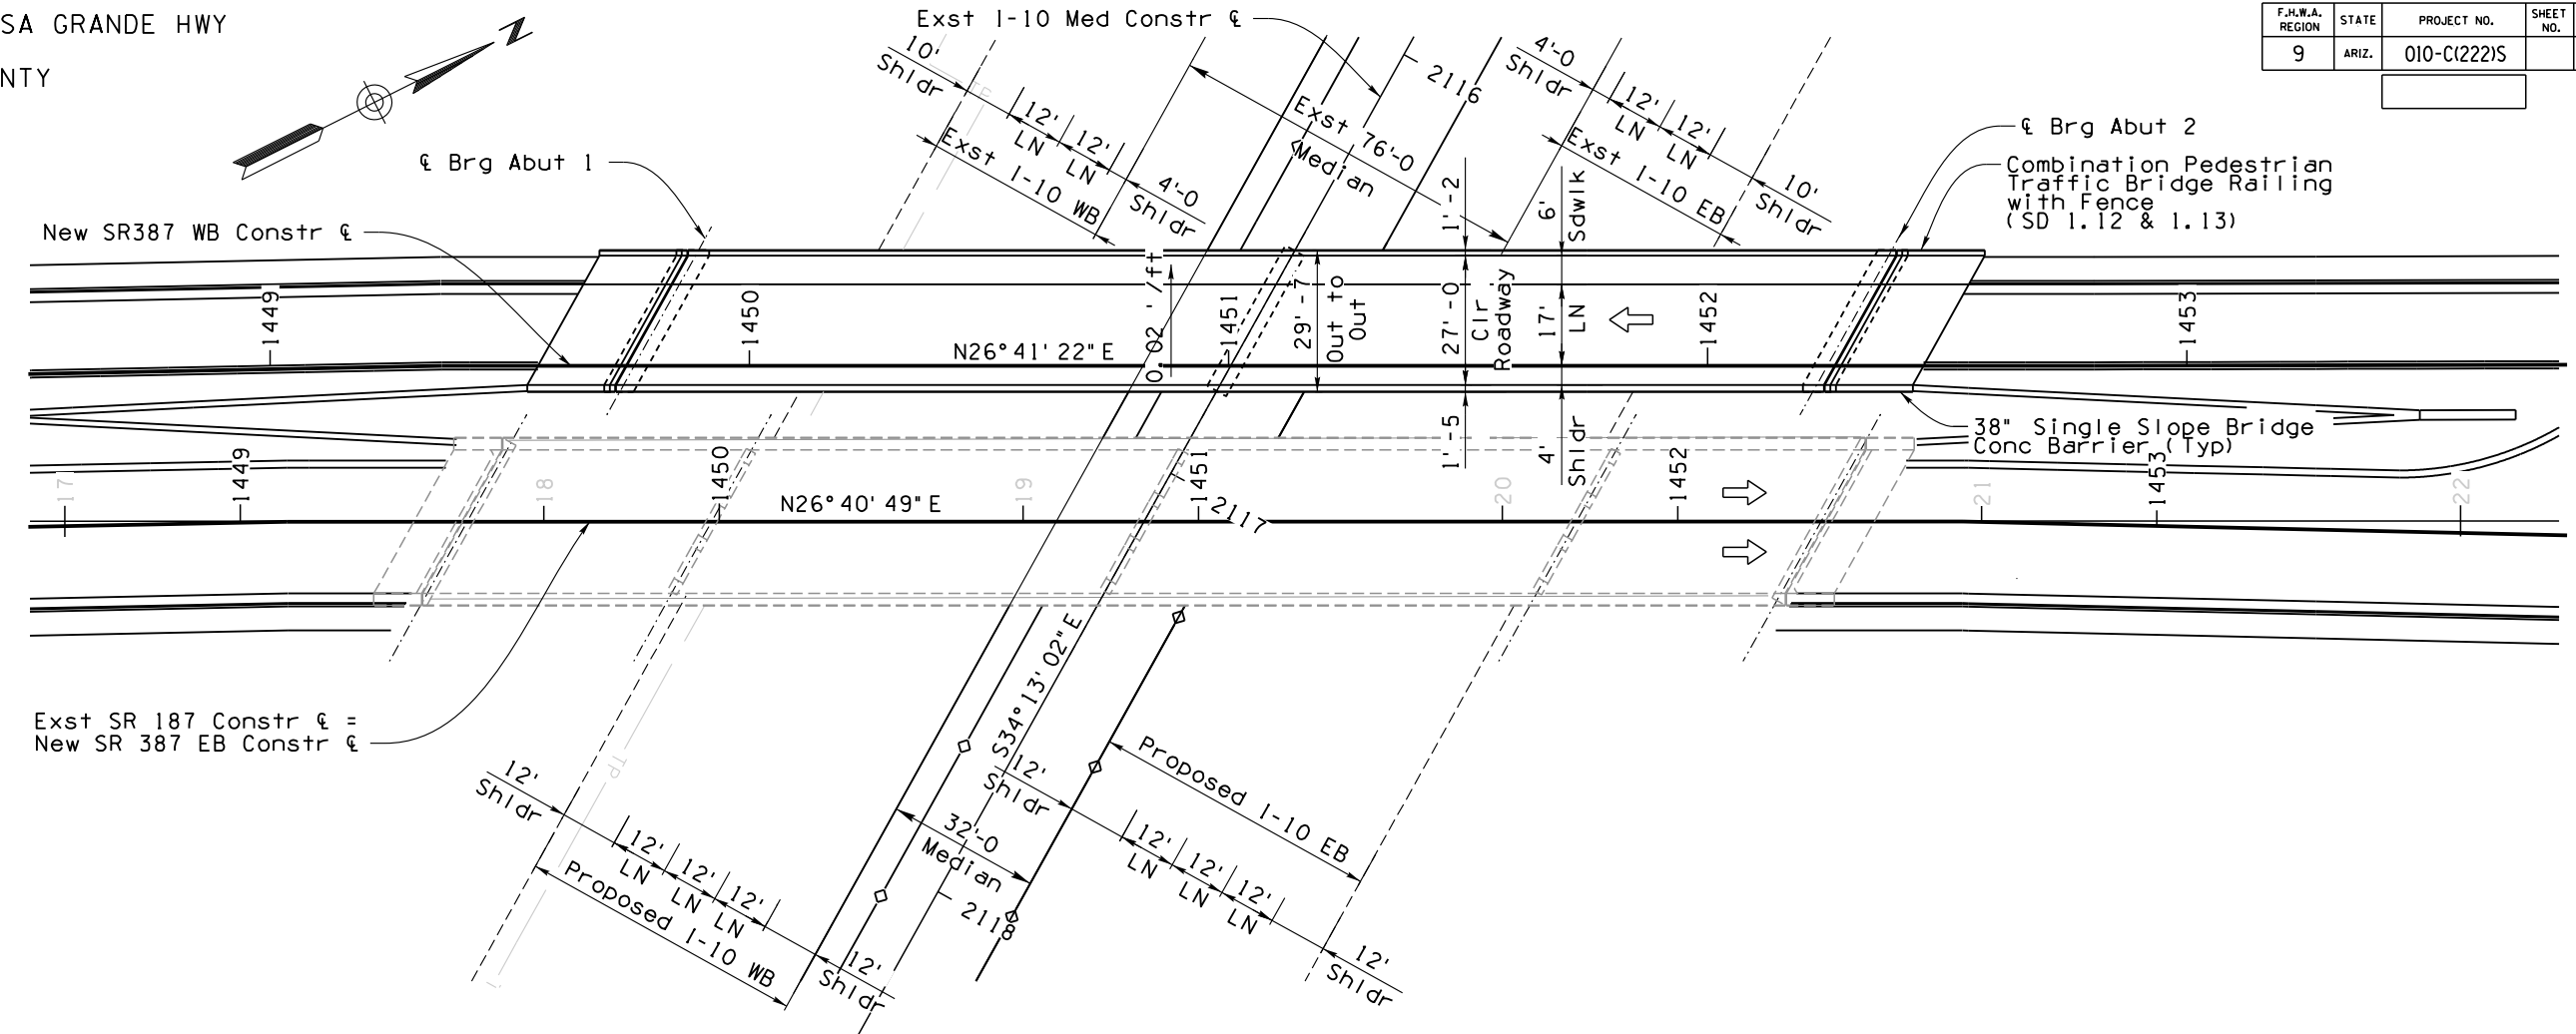 SA GRANDE HWY
NTY
N
F.H.W.A. REGION
STATE
PROJECT NO.
SHEET NO.
9
ARIZ.
010-C(222)S
Exst I-10 Med Constr ℄
2116
10'
Shldr
12'
LN
12'
LN
4'-0
Shldr
Exst I-10 WB
Exst 76'-0
Median
4'-0
Shldr
12'
LN
12'
LN
10'
Shldr
Exst I-10 EB
℄ Brg Abut 1
℄ Brg Abut 2
Combination Pedestrian
Traffic Bridge Railing
with Fence
(SD 1.12 & 1.13)
New SR387 WB Constr ℄
1449
1450
1451
1452
1453
N26°41'22"E
0.02 '/ft
29'-7
Out to
Out
1'-2
27'-0
Clr
Roadway
1'-5
6'
Sdwlk
17'
LN
4'
Shldr
38" Single Slope Bridge
Conc Barrier (Typ)
17
1449
18
1450
19
1451
20
1452
21
1453
22
N26°40'49"E
2117
TP
S34°13'02"E
Exst SR 187 Constr ℄ =
New SR 387 EB Constr ℄
12'
Shldr
12'
LN
12'
LN
12'
LN
12'
Shldr
Proposed I-10 WB
32'-0
Median
2118
12'
Shldr
12'
LN
12'
LN
12'
LN
12'
Shldr
Proposed I-10 EB